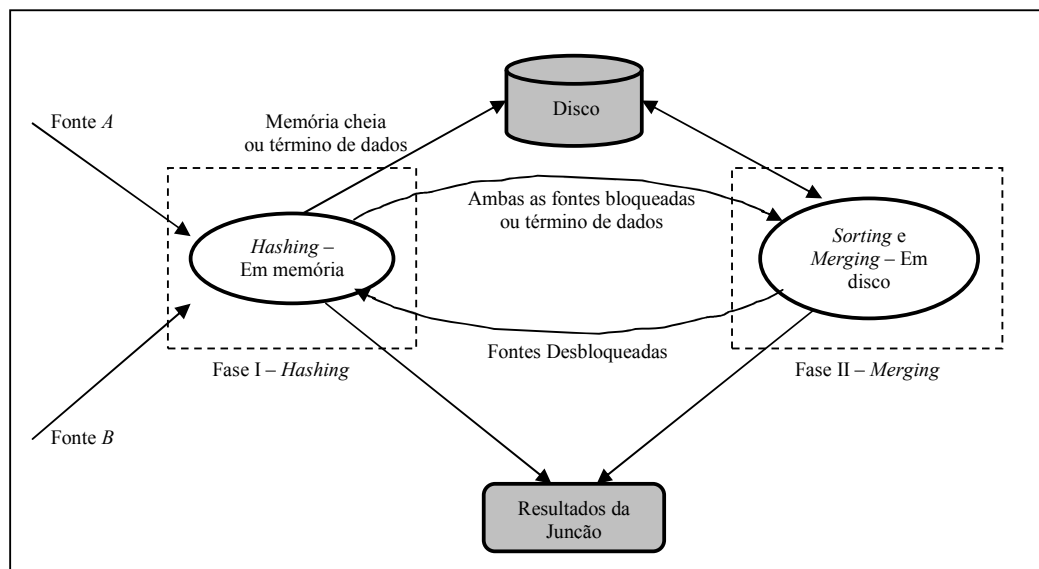 Disco
Fonte A
Memória cheia
ou término de dados
Ambas as fontes bloqueadas
ou término de dados
Hashing –
Em memória
Sorting e
Merging – Em
disco
Fontes Desbloqueadas
Fase I – Hashing
Fase II – Merging
Fonte B
Resultados da
Juncão